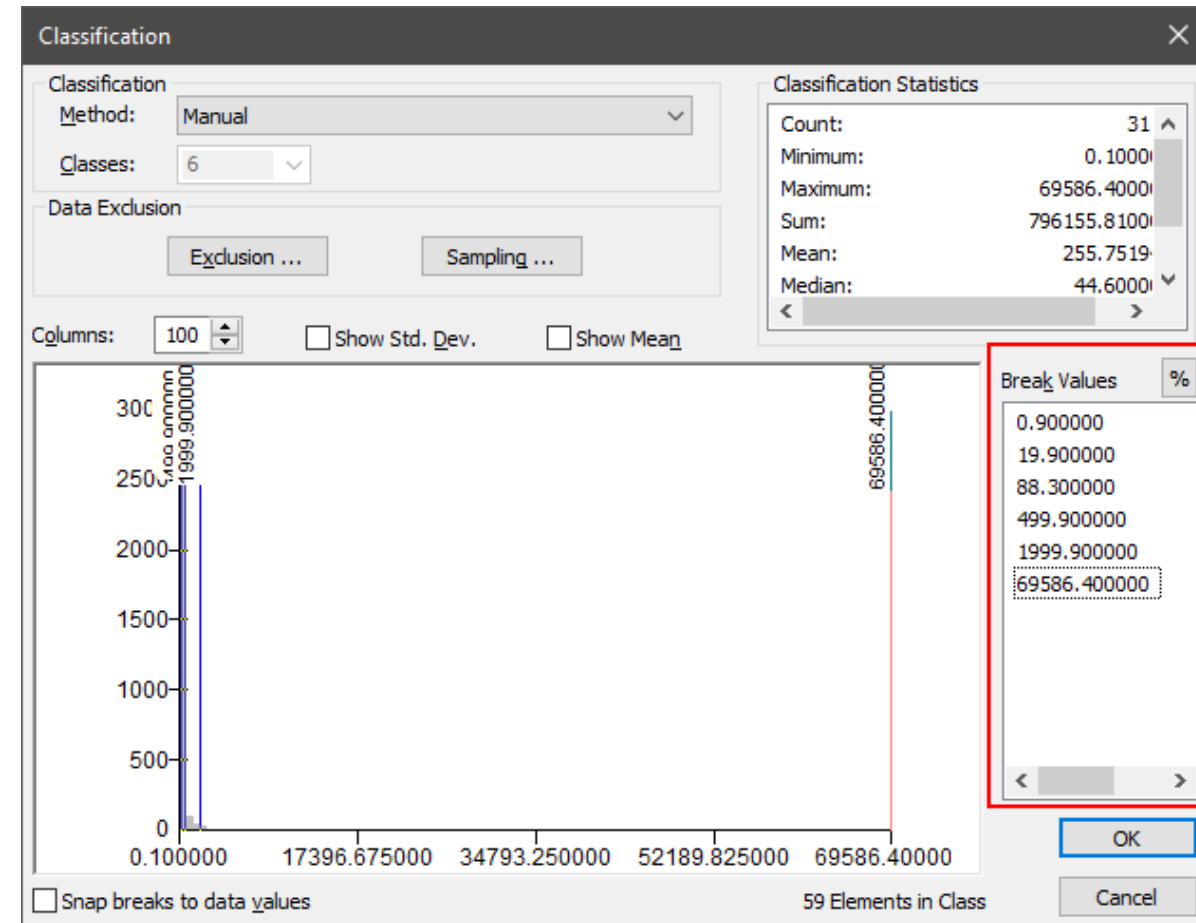 Classification
Classification
Method: Manual
Classes: 6
Data Exclusion
Exclusion ...
Sampling ...
Classification Statistics
Count: 31
Minimum: 0.1000
Maximum: 69586.4000
Sum: 796155.8100
Mean: 255.7519
Median: 44.6000
Columns: 100
Show Std. Dev.
Show Mean
Break Values %
0.900000
19.900000
88.300000
499.900000
1999.900000
69586.400000
1999.900000
69586.400000
300
250
2000
1500
1000
500
0
0.100000 17396.675000 34793.250000 52189.825000 69586.40000
Snap breaks to data values
59 Elements in Class
OK
Cancel